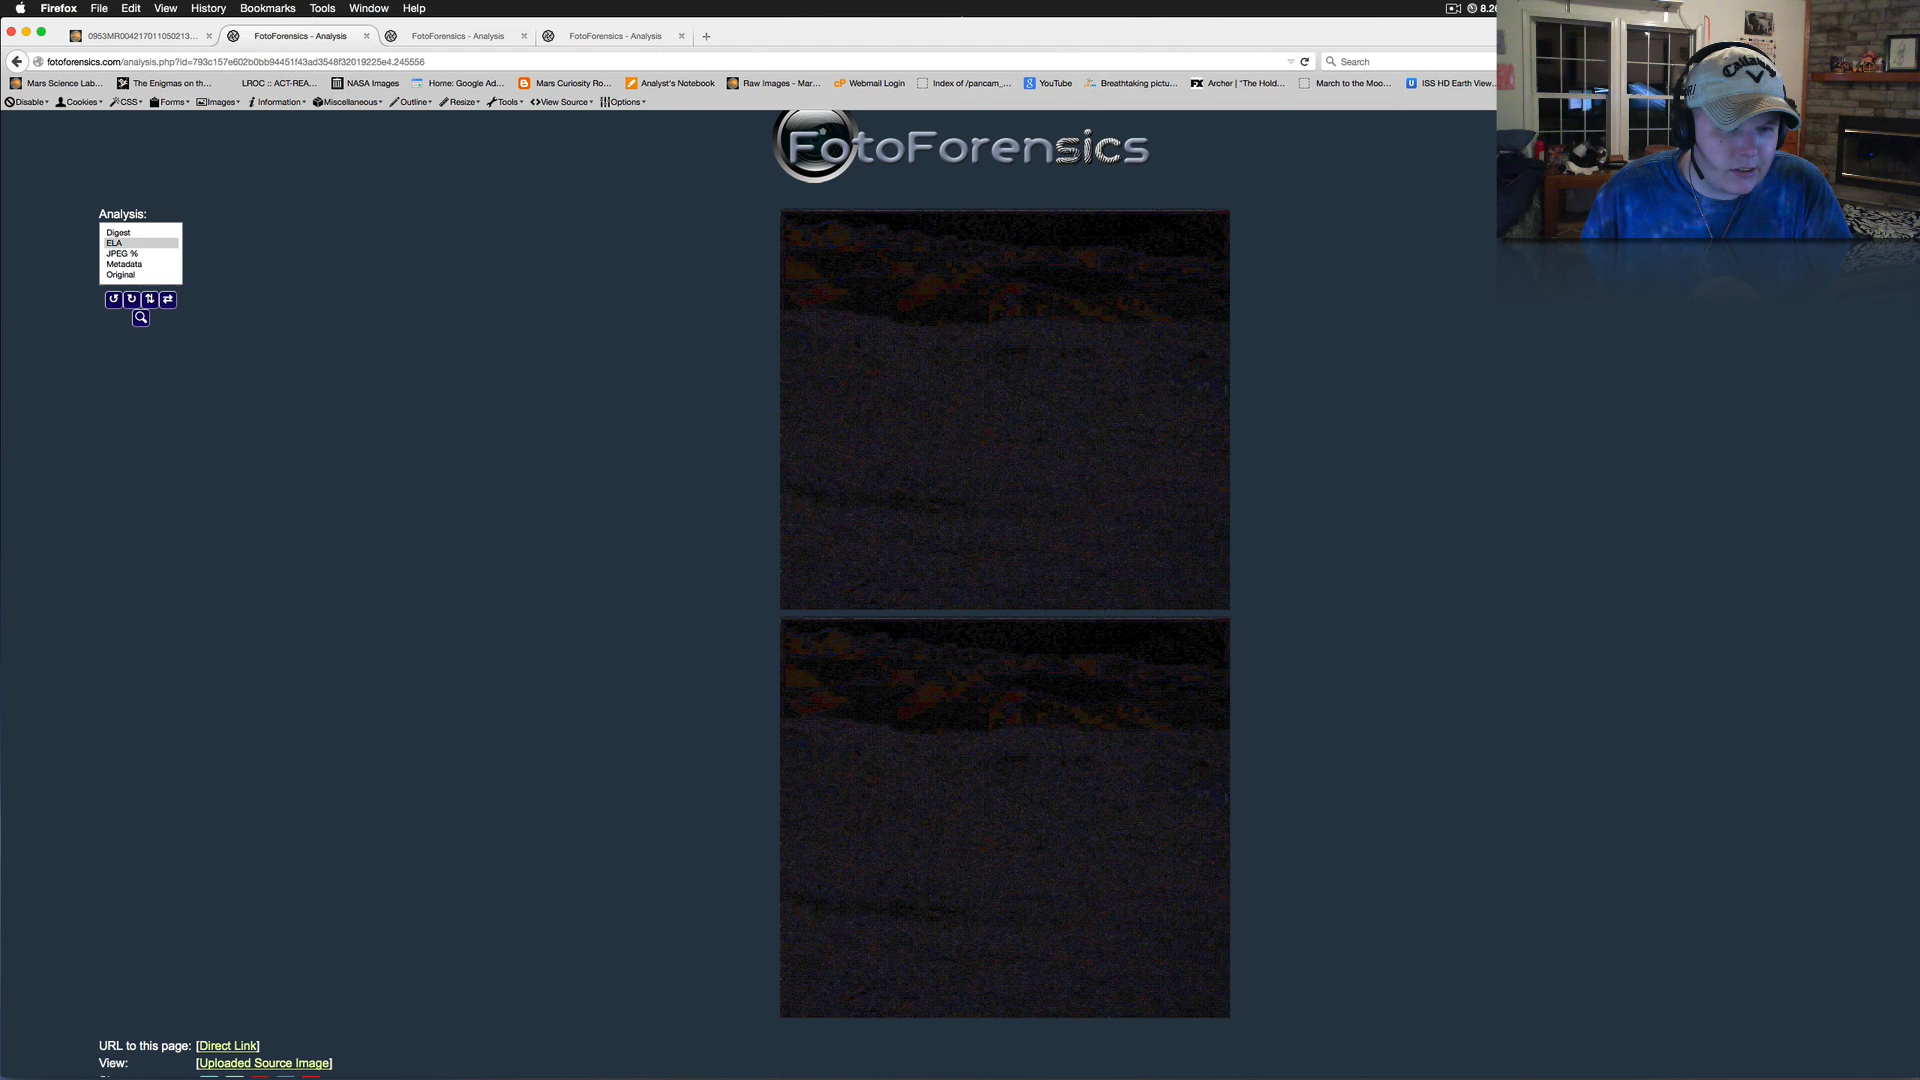 Firefox File Edit View History Bookmarks Tools Window Help
8.20
0953MR004217011050213... FotoForensics - Analysis FotoForensics - Analysis FotoForensics - Analysis
fotoforensics.com/analysis.php?id=793c157e602b0bb94451f43ad3548f32019225e4.245556
Search
Mars Science Lab... The Enigmas on th... LROC :: ACT-REA... NASA Images Home: Google Ad... Mars Curiosity Ro... Analyst's Notebook Raw Images - Mar... Webmail Login Index of /pancam_... YouTube Breathtaking pictu... Archer | "The Hold... March to the Moo... ISS HD Earth View...
Disable Cookies CSS Forms Images Information Miscellaneous Outline Resize Tools View Source Options
FotoForensics
Callaway
Analysis:
Digest
ELA
JPEG %
Metadata
Original
URL to this page: [Direct Link]
View: [Uploaded Source Image]